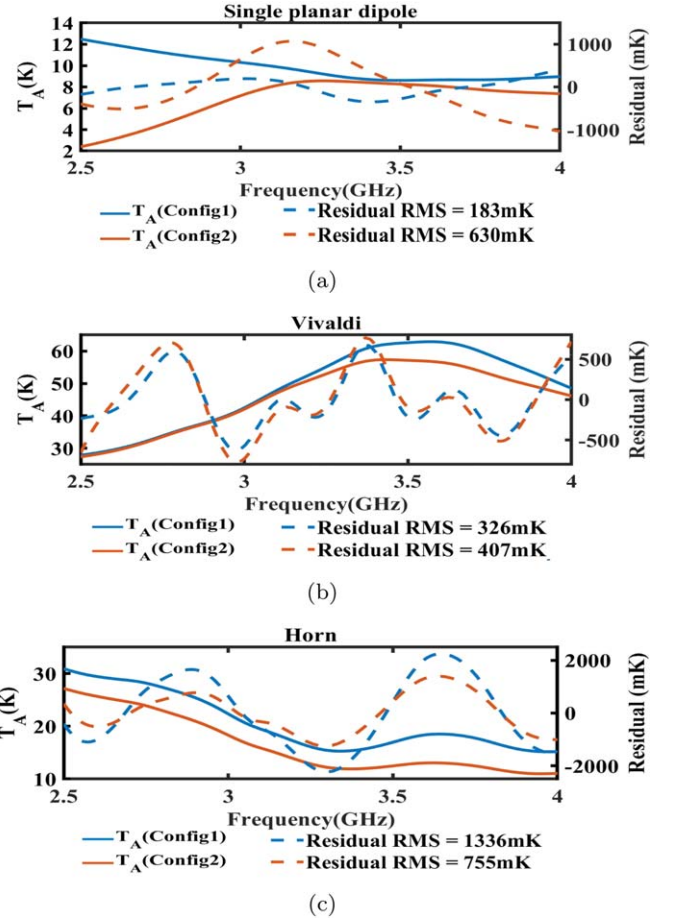 Single planar dipole
14
12
10
8
6
4
2
T_A(K)
1000
0
-1000
Residual (mK)
2.5 3 3.5 4
Frequency(GHz)
T_A(Config1) Residual RMS = 183mK
T_A(Config2) Residual RMS = 630mK
(a)
Vivaldi
60
50
40
30
T_A(K)
500
0
-500
Residual (mK)
2.5 3 3.5 4
Frequency(GHz)
T_A(Config1) Residual RMS = 326mK
T_A(Config2) Residual RMS = 407mK
(b)
Horn
30
20
10
T_A(K)
2000
0
-2000
Residual (mK)
2.5 3 3.5 4
Frequency(GHz)
T_A(Config1) Residual RMS = 1336mK
T_A(Config2) Residual RMS = 755mK
(c)